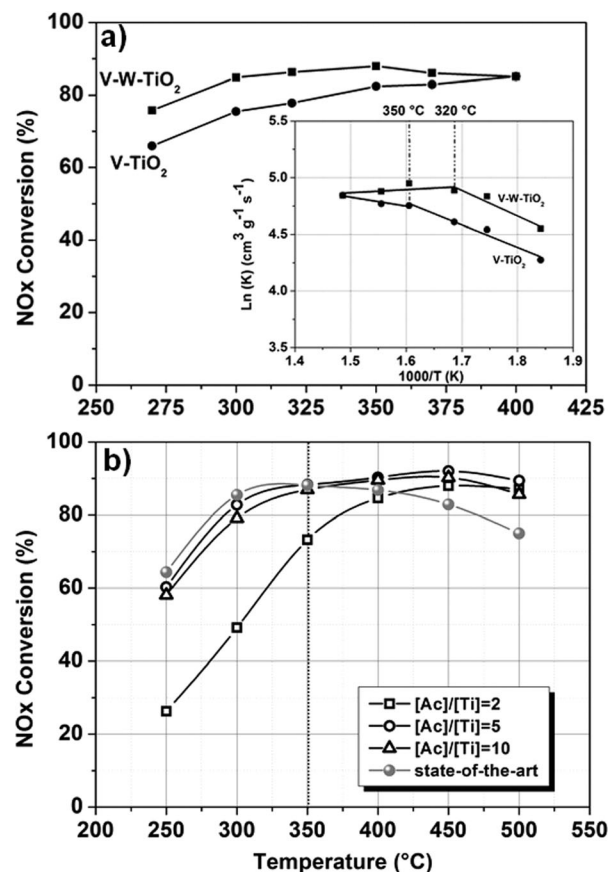 a)
100
80
60
40
20
0
NOx Conversion (%)
V-W-TiO₂
V-TiO₂
350 °C 320 °C
5.5
5.0
4.5
4.0
3.5
Ln (K) (cm³ g⁻¹ s⁻¹)
V-W-TiO₂
V-TiO₂
1.4 1.5 1.6 1.7 1.8 1.9
1000/T (K)
250 275 300 325 350 375 400 425
b)
100
80
60
40
20
0
NOx Conversion (%)
[Ac]/[Ti]=2
[Ac]/[Ti]=5
[Ac]/[Ti]=10
state-of-the-art
200 250 300 350 400 450 500 550
Temperature (°C)